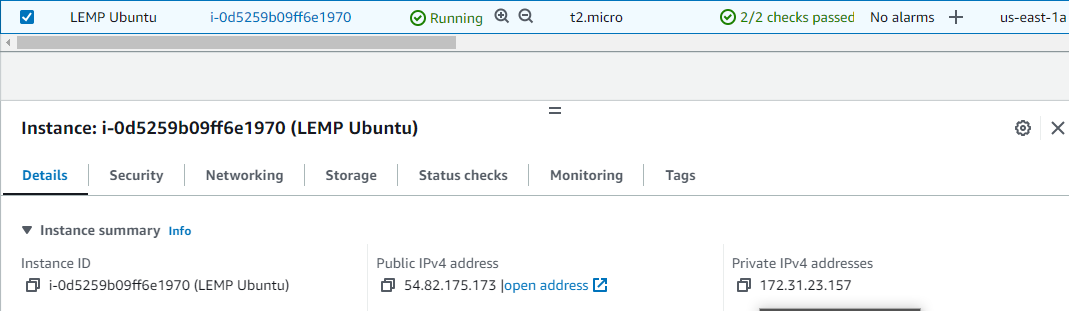 LEMP Ubuntu i-0d5259b09ff6e1970 Running t2.micro 2/2 checks passed No alarms us-east-1a
Instance: i-0d5259b09ff6e1970 (LEMP Ubuntu)
Details Security Networking Storage Status checks Monitoring Tags
Instance summary Info
Instance ID Public IPv4 address Private IPv4 addresses
i-0d5259b09ff6e1970 (LEMP Ubuntu) 54.82.175.173 |open address 172.31.23.157